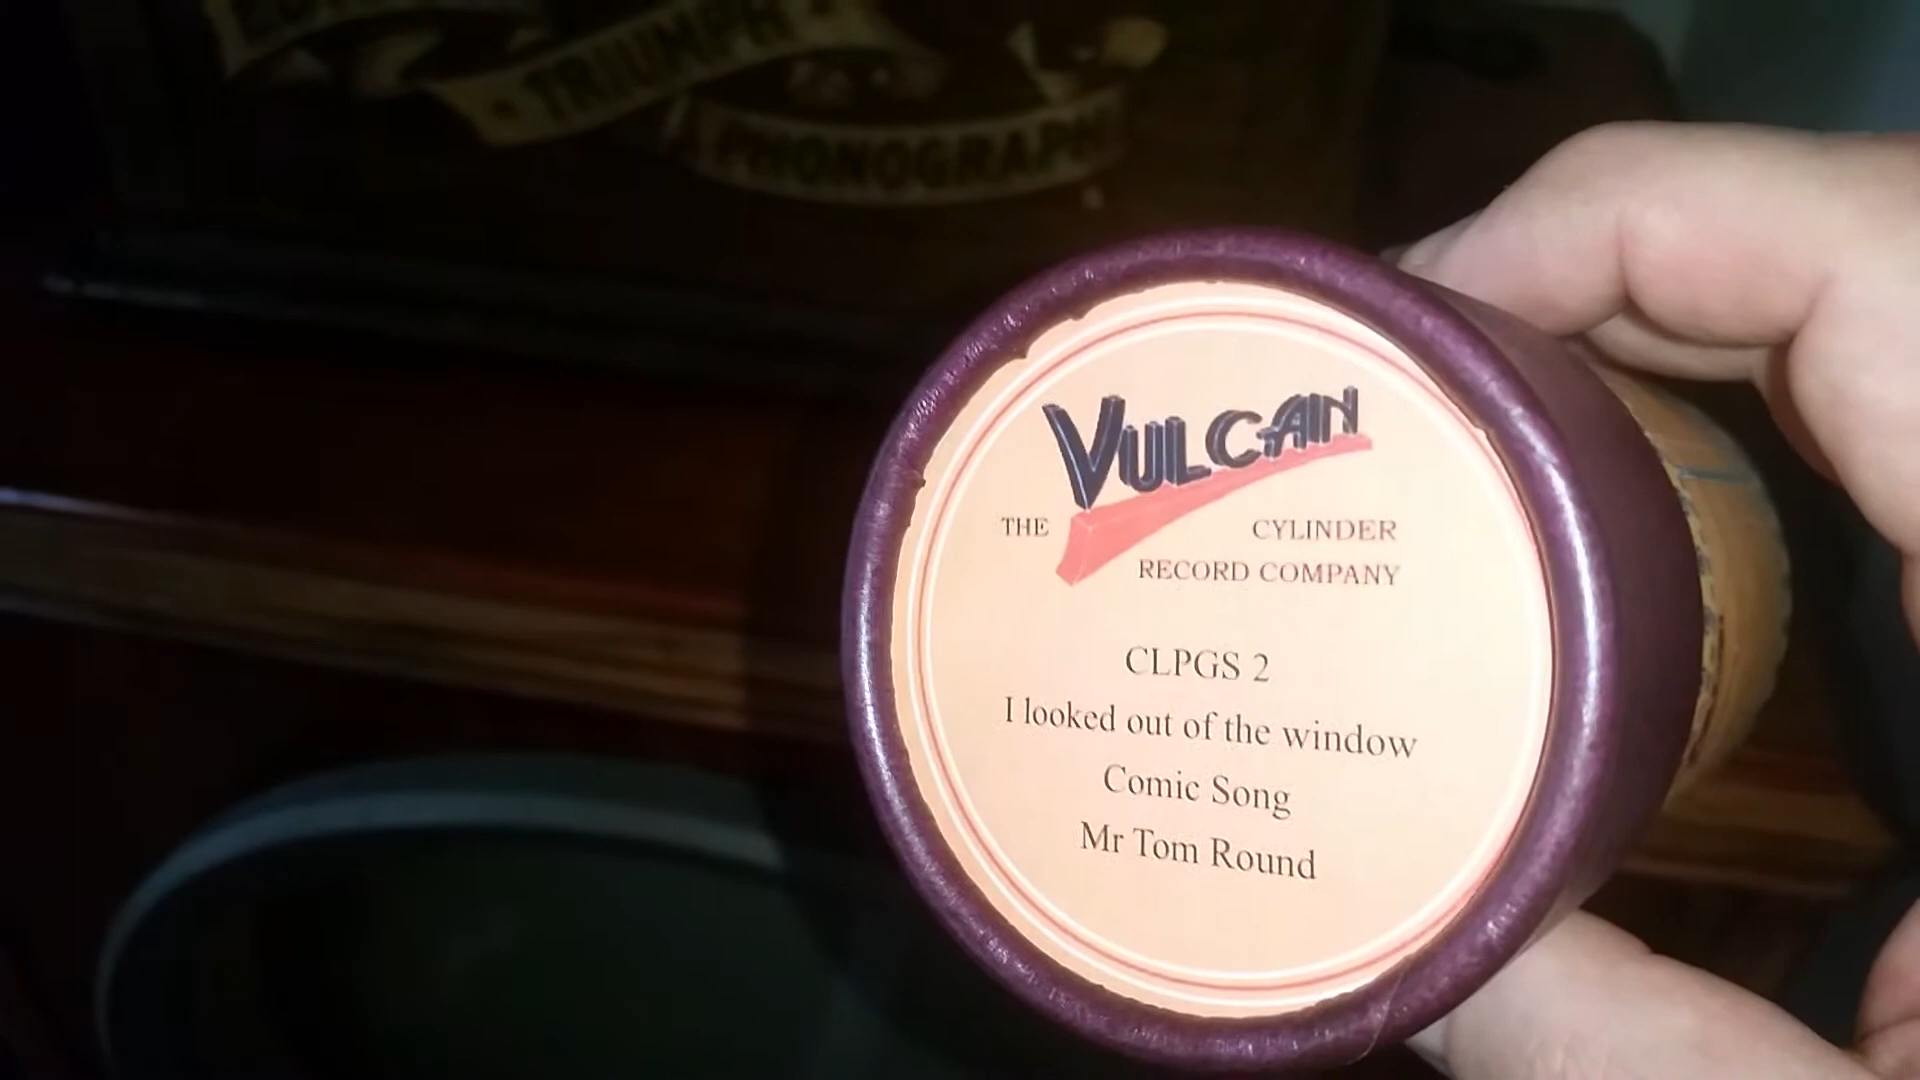 TRIUMPH
PHONOGRAPH
VULCAN
THE CYLINDER
RECORD COMPANY
CLPGS 2
I looked out of the window
Comic Song
Mr Tom Round